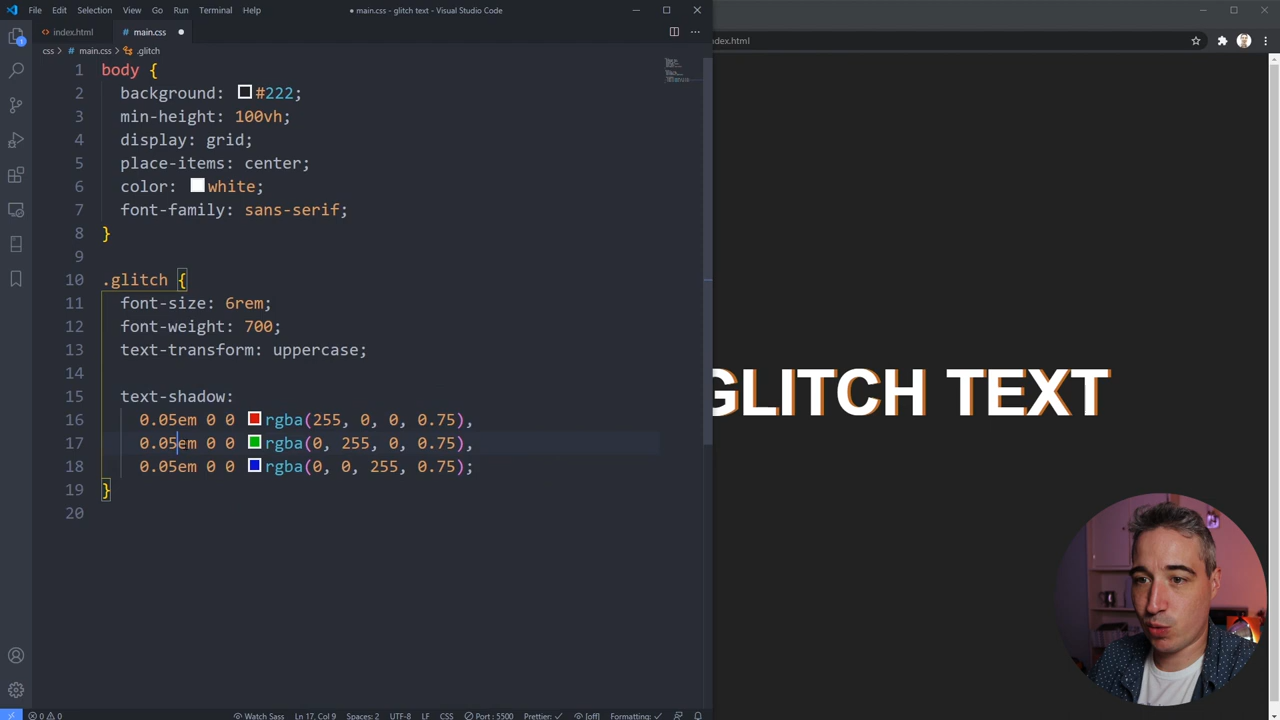 File Edit Selection View Go Run Terminal Help
● main.css - glitch text - Visual Studio Code
index.html
main.css
css > # main.css > .glitch
index.html
1
1 body {
2 background: #222;
3 min-height: 100vh;
4 display: grid;
5 place-items: center;
6 color: white;
7 font-family: sans-serif;
8 }
9
10 .glitch {
11 font-size: 6rem;
12 font-weight: 700;
13 text-transform: uppercase;
14
15 text-shadow:
16 0.05em 0 0 rgba(255, 0, 0, 0.75),
17 0.05em 0 0 rgba(0, 255, 0, 0.75),
18 0.05em 0 0 rgba(0, 0, 255, 0.75);
19 }
20
GLITCH TEXT
0 0 Watch Sass Ln 17, Col 9 Spaces: 2 UTF-8 LF CSS Port : 5500 Prettier: ✓ [off] Formatting: ✓